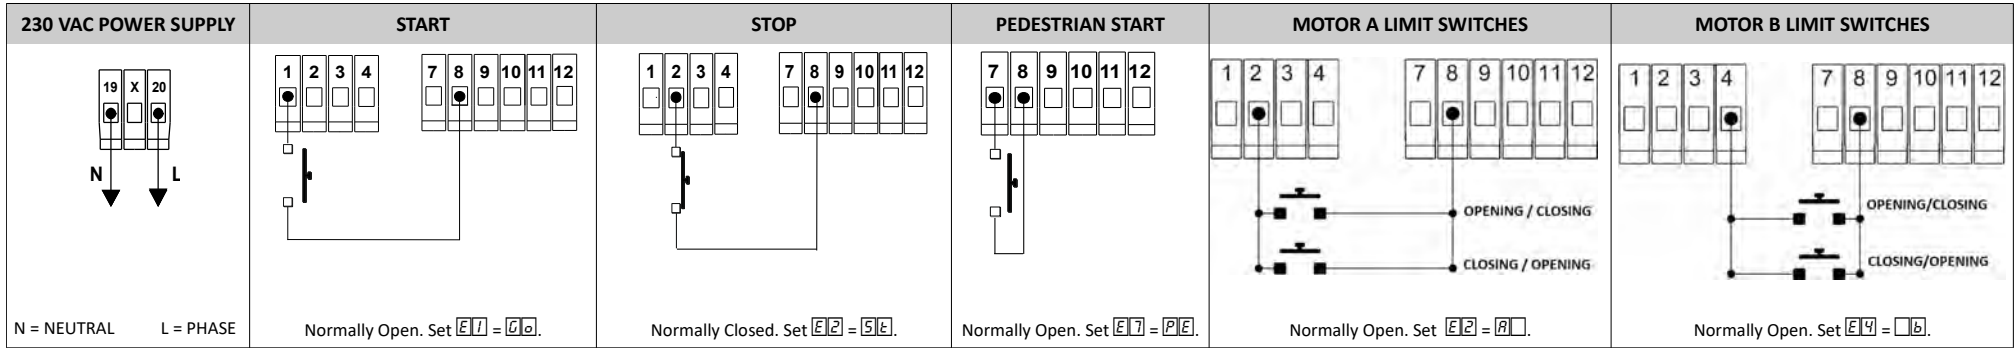 230 VAC POWER SUPPLY
19 X 20
N L
N = NEUTRAL L = PHASE
START
1 2 3 4 7 8 9 10 11 12
Normally Open. Set E1 = Go.
STOP
1 2 3 4 7 8 9 10 11 12
Normally Closed. Set E2 = St.
PEDESTRIAN START
7 8 9 10 11 12
Normally Open. Set E7 = PE.
MOTOR A LIMIT SWITCHES
1 2 3 4 7 8 9 10 11 12
OPENING / CLOSING
CLOSING / OPENING
Normally Open. Set E2 = A .
MOTOR B LIMIT SWITCHES
1 2 3 4 7 8 9 10 11 12
OPENING/CLOSING
CLOSING/OPENING
Normally Open. Set E4 = b.